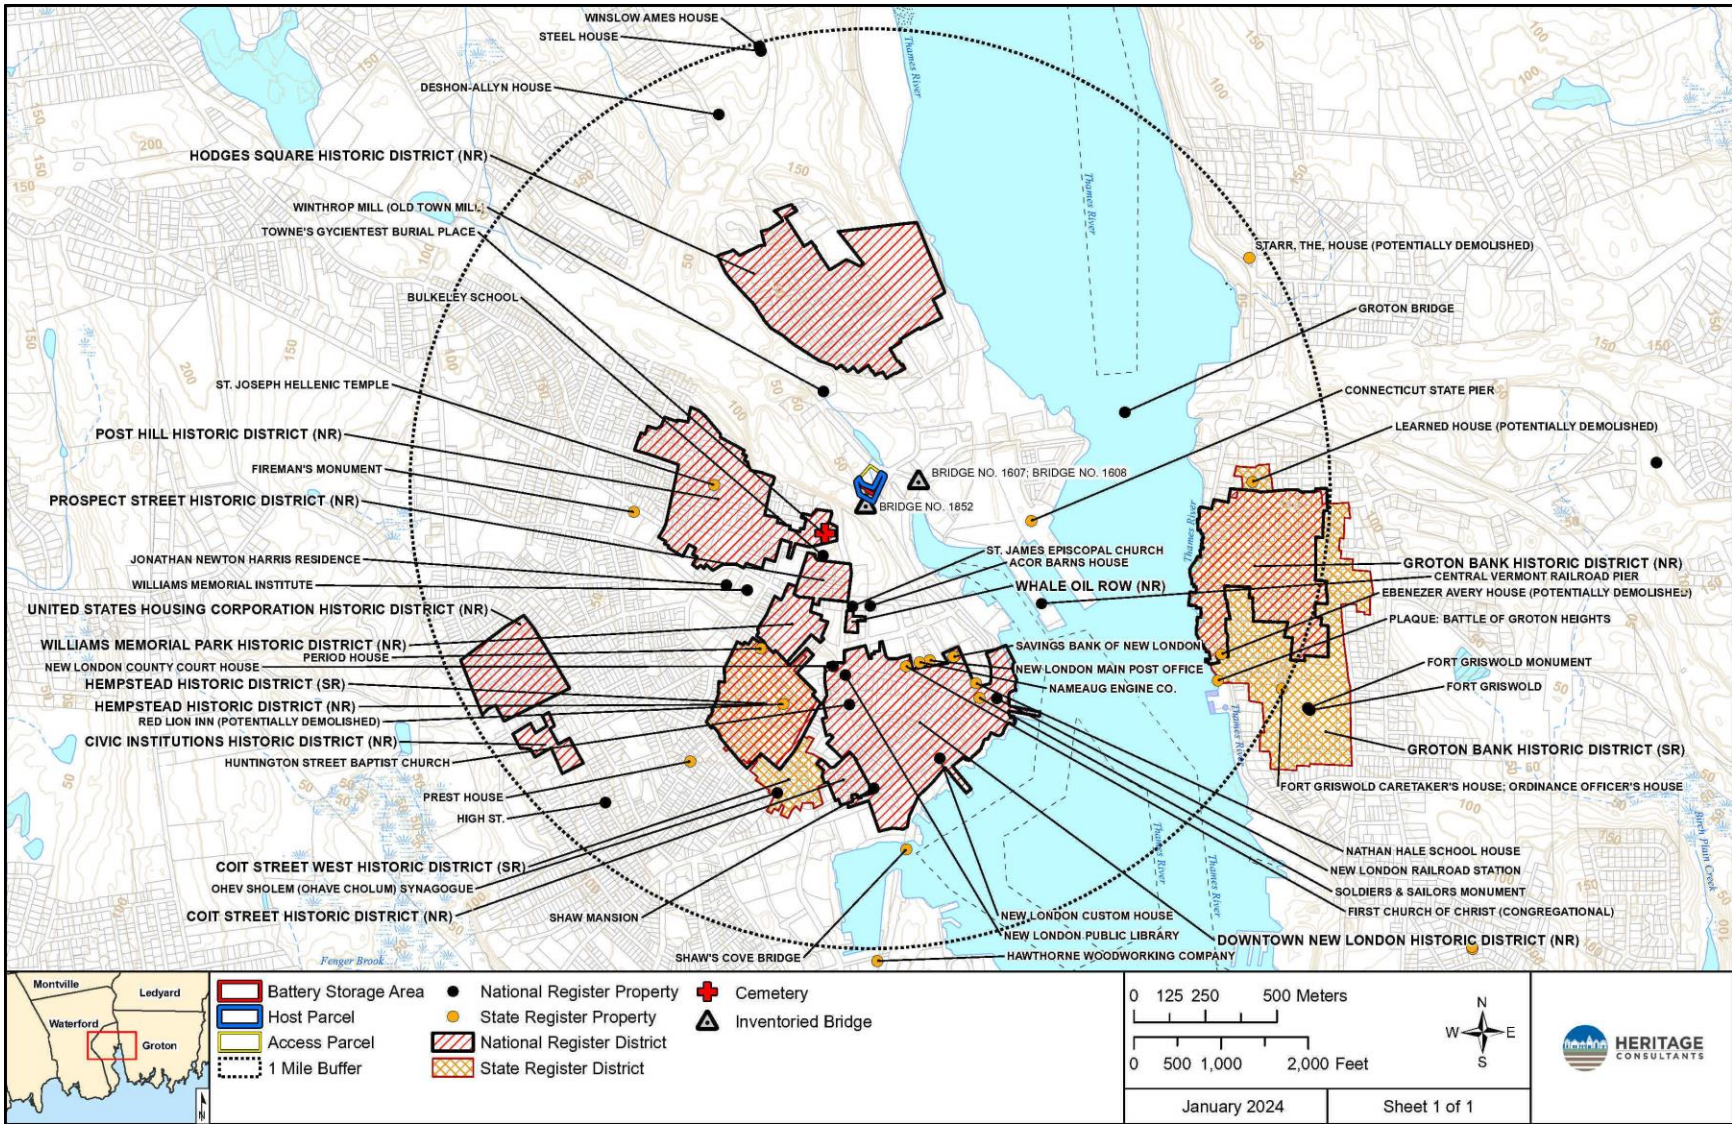 WINSLOW AMES HOUSE
STEEL HOUSE
DESHON-ALLYN HOUSE
HODGES SQUARE HISTORIC DISTRICT (NR)
WINTHROP MILL (OLD TOWN MILL)
TOWNE'S GYCIENTEST BURIAL PLACE
BULKELEY SCHOOL
ST. JOSEPH HELLENIC TEMPLE
POST HILL HISTORIC DISTRICT (NR)
FIREMAN'S MONUMENT
PROSPECT STREET HISTORIC DISTRICT (NR)
JONATHAN NEWTON HARRIS RESIDENCE
WILLIAMS MEMORIAL INSTITUTE
UNITED STATES HOUSING CORPORATION HISTORIC DISTRICT (NR)
WILLIAMS MEMORIAL PARK HISTORIC DISTRICT (NR)
PERIOD HOUSE
NEW LONDON COUNTY COURT HOUSE
HEMPSTEAD HISTORIC DISTRICT (SR)
HEMPSTEAD HISTORIC DISTRICT (NR)
RED LION INN (POTENTIALLY DEMOLISHED)
CIVIC INSTITUTIONS HISTORIC DISTRICT (NR)
HUNTINGTON STREET BAPTIST CHURCH
PREST HOUSE
HIGH ST.
COIT STREET WEST HISTORIC DISTRICT (SR)
OHEV SHOLEM (OHAVE CHOLUM) SYNAGOGUE
COIT STREET HISTORIC DISTRICT (NR)
SHAW MANSION
SHAW'S COVE BRIDGE
Fenger Brook
Thames River
Thames River
BRIDGE NO. 1607; BRIDGE NO. 1608
BRIDGE NO. 1852
ST. JAMES EPISCOPAL CHURCH
ACOR BARNS HOUSE
WHALE OIL ROW (NR)
SAVINGS BANK OF NEW LONDON
NEW LONDON MAIN POST OFFICE
NAMEAUG ENGINE CO.
NEW LONDON CUSTOM HOUSE
NEW LONDON PUBLIC LIBRARY
HAWTHORNE WOODWORKING COMPANY
STARR, THE, HOUSE (POTENTIALLY DEMOLISHED)
GROTON BRIDGE
CONNECTICUT STATE PIER
LEARNED HOUSE (POTENTIALLY DEMOLISHED)
Thames River
GROTON BANK HISTORIC DISTRICT (NR)
CENTRAL VERMONT RAILROAD PIER
EBENEZER AVERY HOUSE (POTENTIALLY DEMOLISHED)
PLAQUE: BATTLE OF GROTON HEIGHTS
FORT GRISWOLD MONUMENT
FORT GRISWOLD
Thames River
GROTON BANK HISTORIC DISTRICT (SR)
FORT GRISWOLD CARETAKER'S HOUSE; ORDINANCE OFFICER'S HOUSE
Birch Plain Creek
Thames River
Thames River
NATHAN HALE SCHOOL HOUSE
NEW LONDON RAILROAD STATION
SOLDIERS & SAILORS MONUMENT
FIRST CHURCH OF CHRIST (CONGREGATIONAL)
DOWNTOWN NEW LONDON HISTORIC DISTRICT (NR)
Montville
Ledyard
Waterford
Groton
N
Battery Storage Area
Host Parcel
Access Parcel
1 Mile Buffer
National Register Property
State Register Property
National Register District
State Register District
Cemetery
Inventoried Bridge
0 125 250 500 Meters
0 500 1,000 2,000 Feet
N
W E
S
January 2024
Sheet 1 of 1
HERITAGE
CONSULTANTS